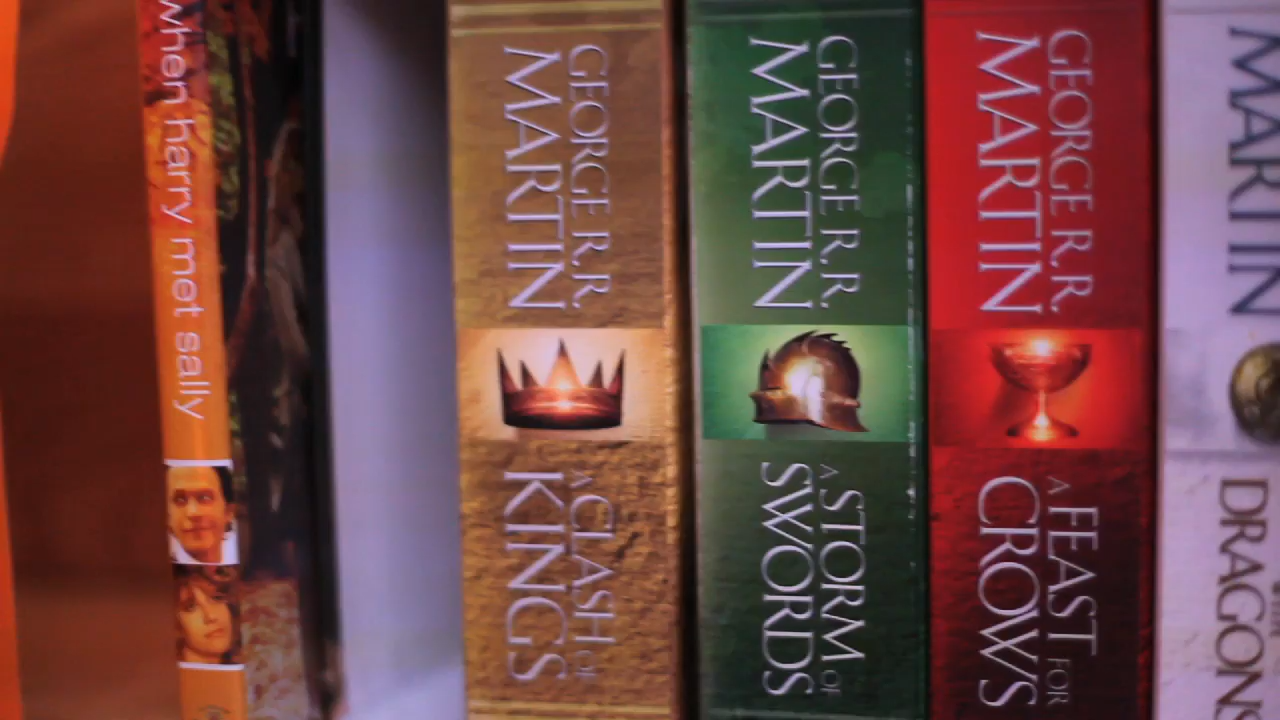 when harry met sally
GEORGE R.R.
MARTIN
A CLASH OF
KINGS
GEORGE R.R.
MARTIN
A STORM OF
SWORDS
GEORGE R.R.
MARTIN
A FEAST FOR
CROWS
MARTIN
DRAGONS